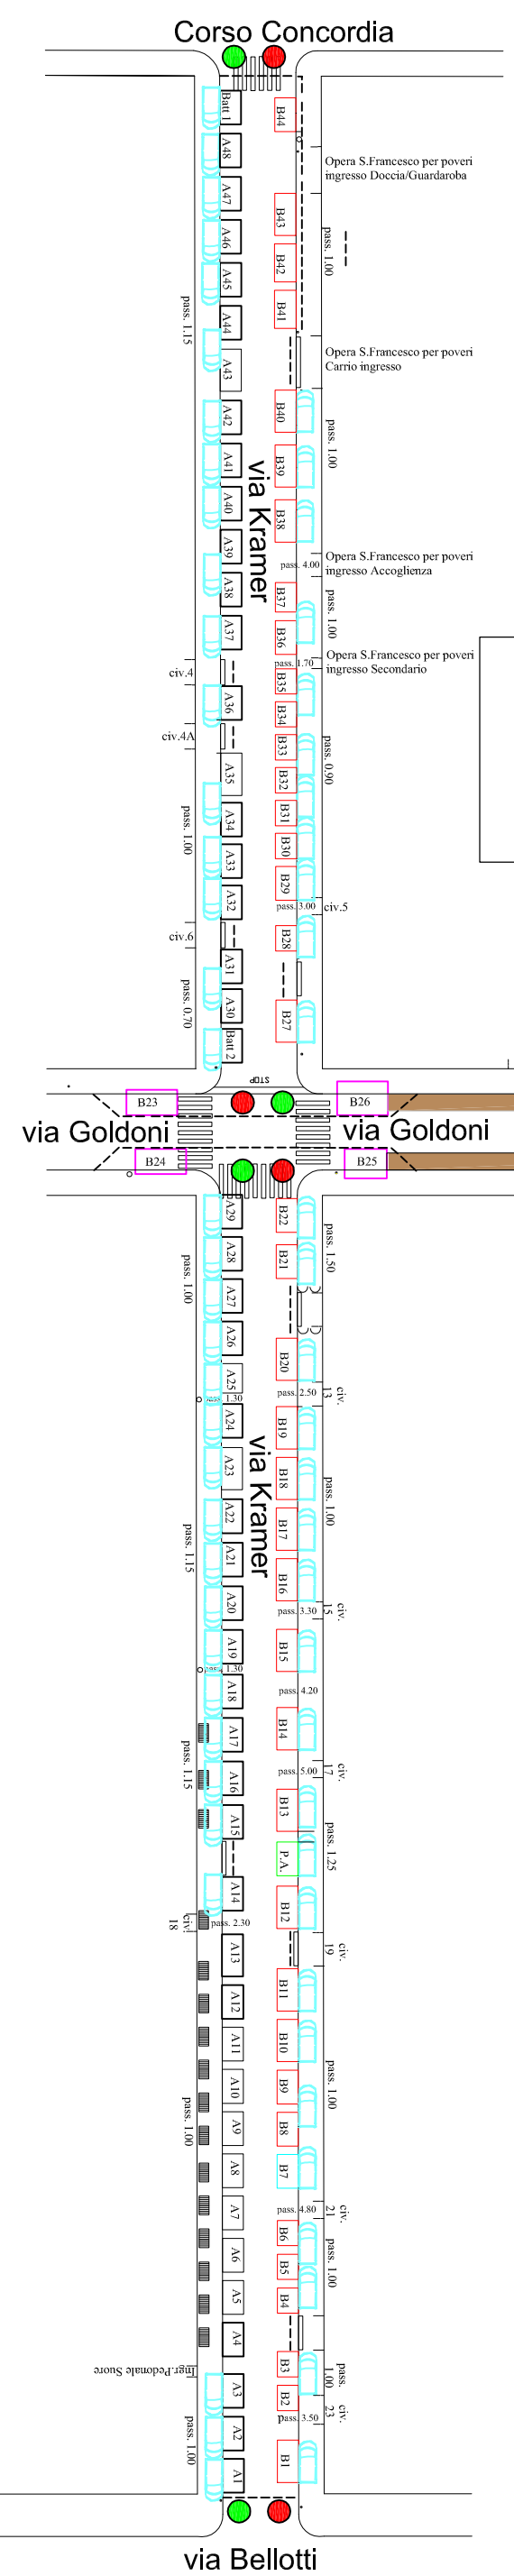 Corso Concordia
Batt 1
B44
A48
Opera S.Francesco per poveri
ingresso Doccia/Guardaroba
A47
B43
A46
pass. 1.00
B42
A45
B41
pass. 1.15
A44
Opera S.Francesco per poveri
Carrio ingresso
A43
B40
A42
pass. 1.00
A41
B39
via Kramer
A40
B38
A39
Opera S.Francesco per poveri
ingresso Accoglienza
pass. 4.00
A38
B37
pass. 1.00
A37
B36
Opera S.Francesco per poveri
ingresso Secondario
pass. 1.70
civ.4
B35
A36
B34
civ.4A
B33
pass. 0.90
A35
B32
B31
A34
pass. 1.00
B30
A33
B29
A32
pass. 3.00
civ.5
civ.6
B28
A31
A30
pass. 0.70
B27
Batt 2
STOP
B23
B26
via Goldoni
via Goldoni
B24
B25
A29
B22
A28
B21
pass. 1.50
A27
pass. 1.00
A26
B20
A25
pass. 1.30
pass. 2.50
civ.
13
A24
B19
via Kramer
A23
B18
pass. 1.00
A22
B17
A21
pass. 1.15
B16
A20
pass. 3.30
civ.
15
A19
B15
pass. 1.30
A18
pass. 4.20
A17
B14
pass. 1.15
A16
pass. 5.00
civ.
17
A15
B13
pass. 1.25
P.A.
A14
B12
civ.
18
pass. 2.30
A13
civ.
19
A12
B11
A11
B10
A10
B9
pass. 1.00
A9
B8
pass. 1.00
A8
B7
A7
pass. 4.80
civ.
21
B6
A6
B5
pass. 1.00
A5
B4
A4
B3
Ingr.Pedonale Suore
pass.
1.00
A3
B2
civ.
23
pass. 3.50
A2
pass. 1.00
B1
A1
via Bellotti